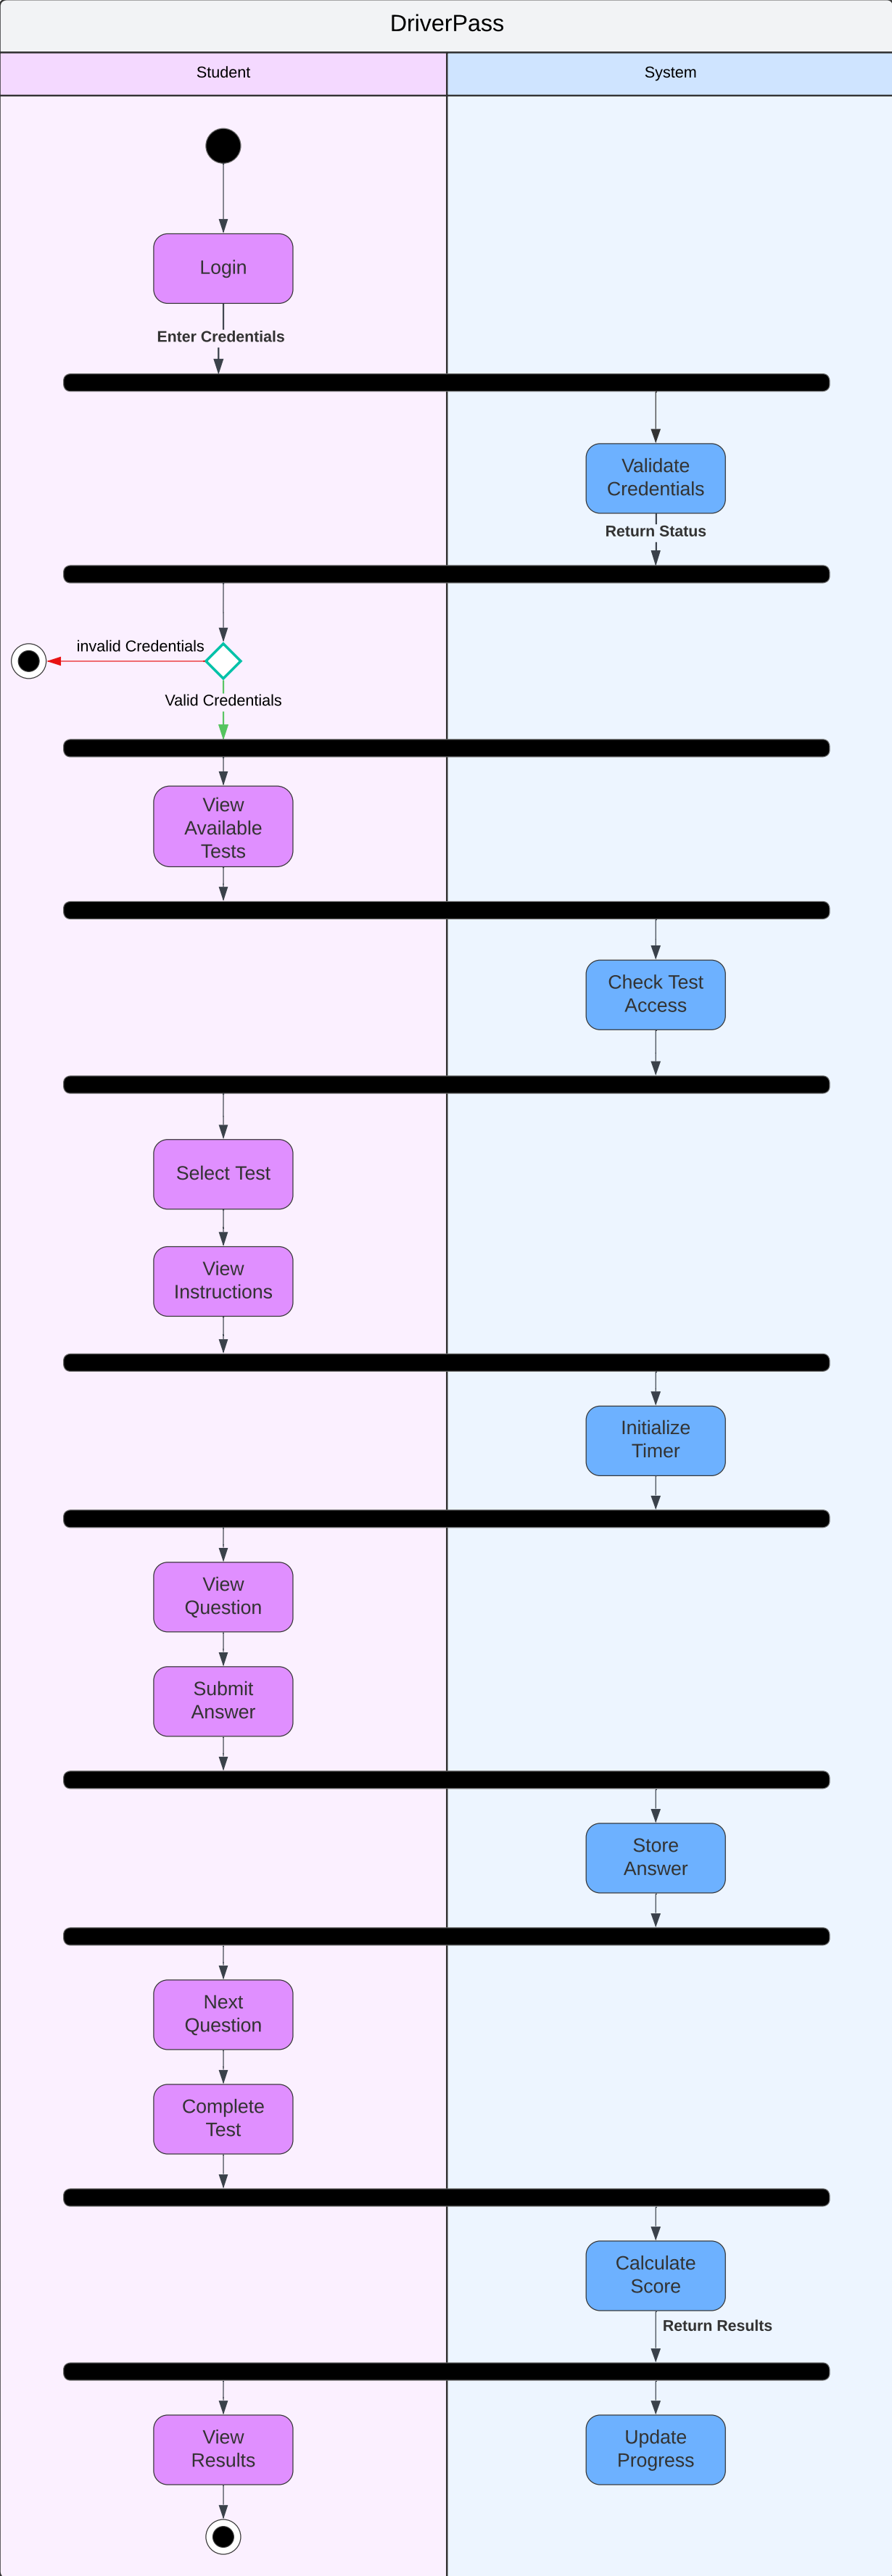 DriverPass
Student
System
Login
Enter Credentials
Validate
Credentials
Return Status
invalid Credentials
Valid Credentials
View
Available
Tests
Check Test
Access
Select Test
View
Instructions
Initialize
Timer
View
Question
Submit
Answer
Store
Answer
Next
Question
Complete
Test
Calculate
Score
Return Results
View
Results
Update
Progress